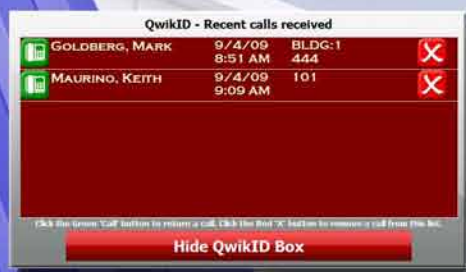 QwikID - Recent calls received
GOLDBERG, MARK 9/4/09 BLDG:1
8:51 AM 444
MAURINO, KEITH 9/4/09 101
9:09 AM
Click the Green 'Call' button to return a call. Click the Red 'X' button to remove a call from this list.
Hide QwikID Box